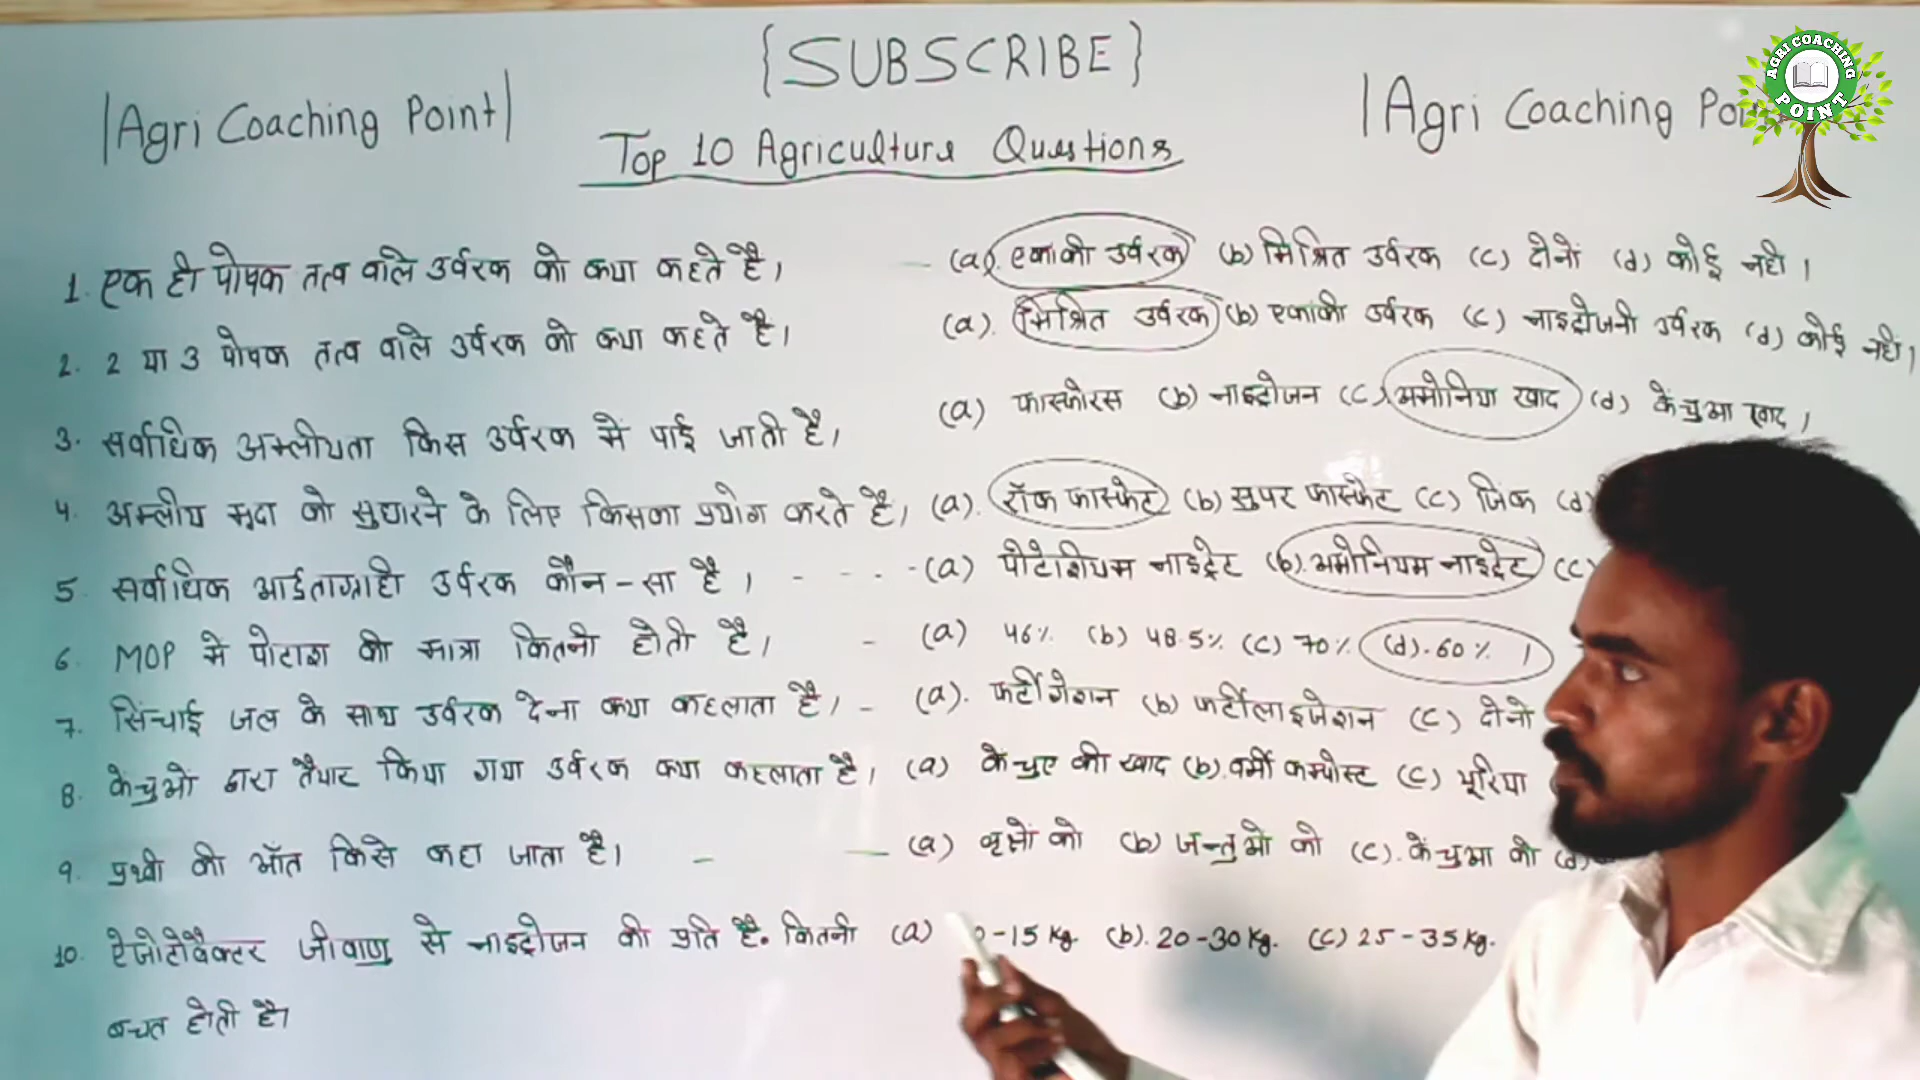 {SUBSCRIBE}
|Agri Coaching Point|
|Agri Coaching
AGRI COACHING POINT
Top 10 Agriculture Questions
1. एक ही पोषक तत्व वाले उर्वरक को क्या कहते है। (a). एकाकी उर्वरक (b) मिश्रित उर्वरक (c) दोनों (d) कोई नही।
2. 2 या 3 पोषक तत्व वाले उर्वरक को क्या कहते है। (a). मिश्रित उर्वरक (b) एकाकी उर्वरक (c) नाइट्रोजनी उर्वरक (d) कोई नहीं।
3. सर्वाधिक अम्लीयता किस उर्वरक में पाई जाती है। (a) फास्फोरस (b) नाइट्रोजन (c). अमोनिया खाद (d) केंचुआ खाद।
4. अम्लीय मृदा को सुधारने के लिए किसका प्रयोग करते है। (a). रॉक फास्फेट (b) सुपर फास्फेट (c) जिंक (d)
5. सर्वाधिक आर्द्रताग्राही उर्वरक कौन-सा है। - - - - (a) पोटेशियम नाइट्रेट (b). अमोनियम नाइट्रेट (c)
6. MOP मे पोटाश की मात्रा कितनी होती है। - (a) 46% (b) 48.5% (c) 70% (d). 60% ।
7. सिंचाई जल के साथ उर्वरक देना क्या कहलाता है। - (a). फर्टीगेशन (b) फर्टीलाइजेशन (c) दोनो
8. केचुओ द्वारा तैयार किया गया उर्वरक क्या कहलाता है। (a) केंचुए की खाद (b). वर्मी कम्पोस्ट (c) यूरिया
9. पृथ्वी की आँत किसे कहा जाता है। - — (a) वृक्षों को (b) जन्तुओ को (c). केंचुआ को (d)
10. ऐजोटोबैक्टर जीवाणु से नाइट्रोजन की प्रति है. कितनी (a) -15 Kg. (b). 20-30 Kg. (c) 25-35 Kg.
बचत होती है।